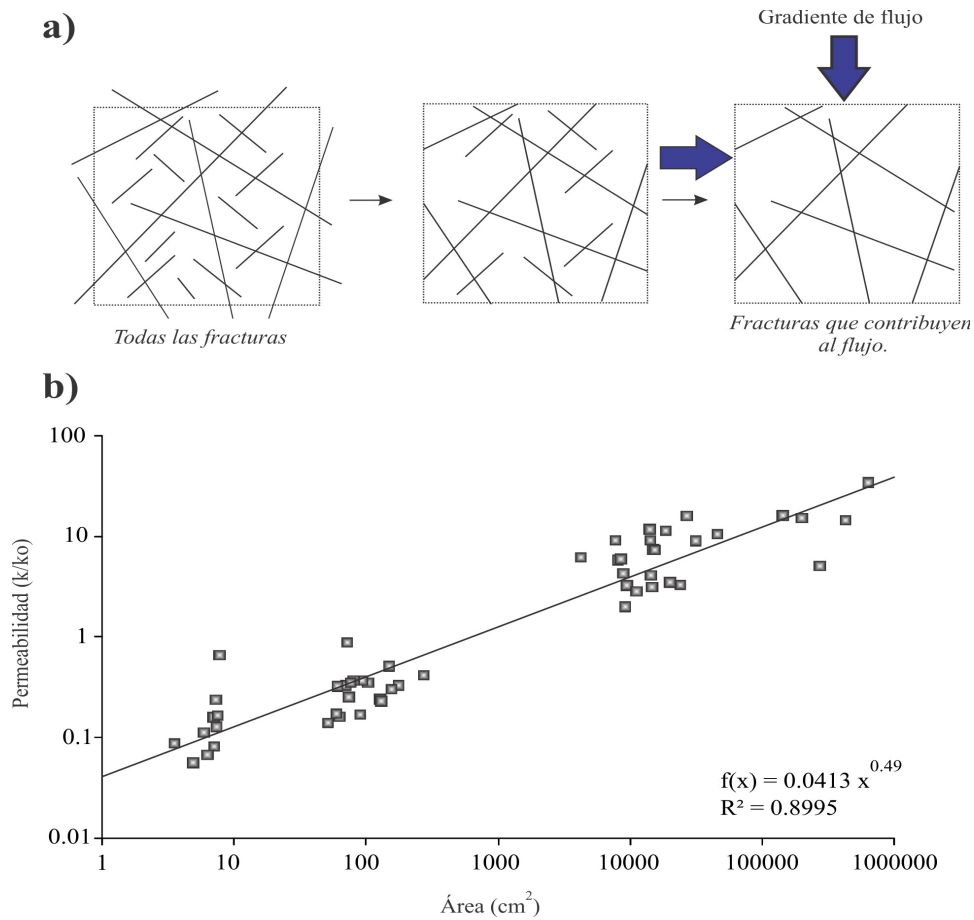 a)
Gradiente de flujo
Todas las fracturas
Fracturas que contribuyen
al flujo.
b)
Permeabilidad (k/ko)
100
10
1
0.1
0.01
f(x) = 0.0413 x^0.49
R² = 0.8995
1
10
100
1000
10000
100000
1000000
Área (cm²)